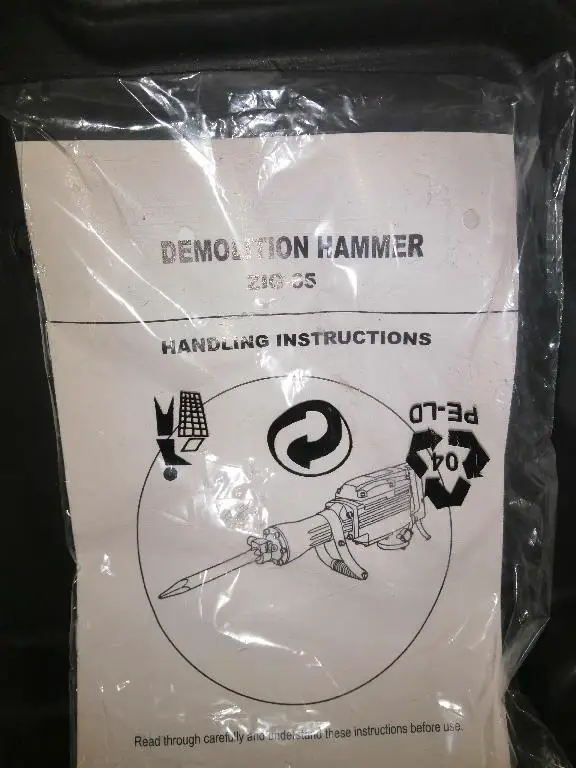 DEMOLITION HAMMER
HANDLING INSTRUCTIONS
PE-LD
04
Read through carefully and understand these instructions before use.